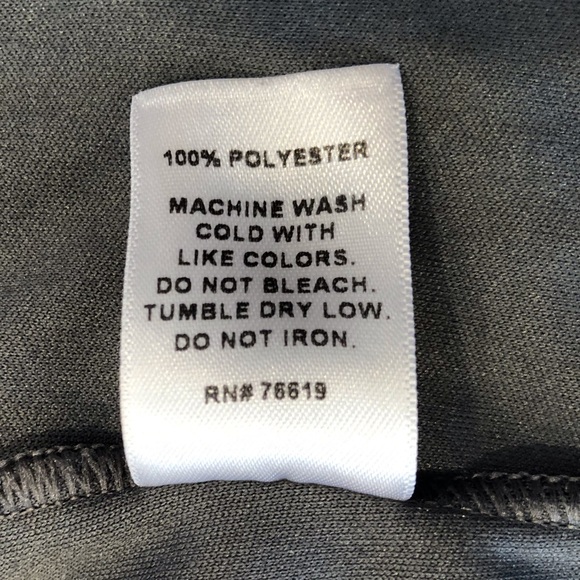 100% POLYESTER
MACHINE WASH
COLD WITH
LIKE COLORS.
DO NOT BLEACH.
TUMBLE DRY LOW.
DO NOT IRON.
RN# 76619